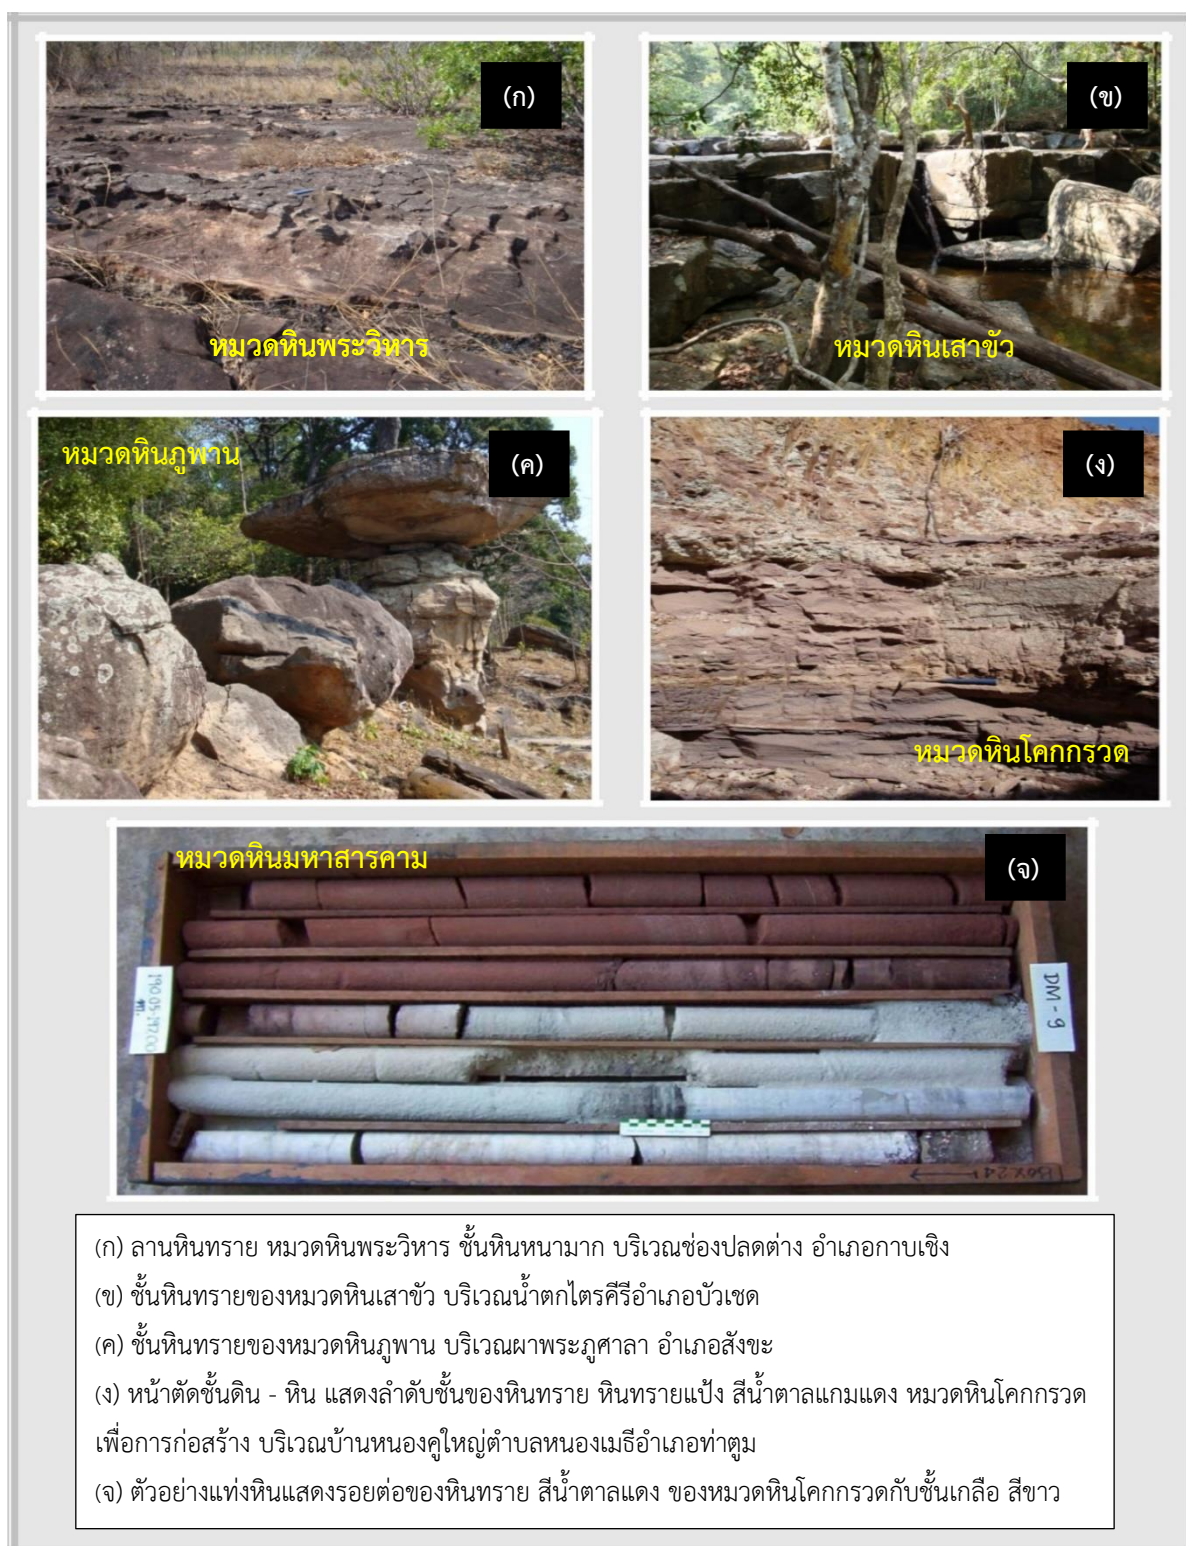 (ก)
หมวดหินพระวิหาร
(ข)
หมวดหินเสาขัว
หมวดหินภูพาน
(ค)
(ง)
หมวดหินโคกกรวด
หมวดหินมหาสารคาม
(จ)
DM - 9
(ก) ลานหินทราย หมวดหินพระวิหาร ชั้นหินหนามาก บริเวณช่องปลดต่าง อำเภอกาบเชิง
(ข) ชั้นหินทรายของหมวดหินเสาขัว บริเวณน้ำตกไตรคีรีอำเภอบัวเชด
(ค) ชั้นหินทรายของหมวดหินภูพาน บริเวณผาพระภูศาลา อำเภอสังขะ
(ง) หน้าตัดชั้นดิน - หิน แสดงลำดับชั้นของหินทราย หินทรายแป้ง สีน้ำตาลแกมแดง หมวดหินโคกกรวด
เพื่อการก่อสร้าง บริเวณบ้านหนองคูใหญ่ตำบลหนองเมธีอำเภอท่าตูม
(จ) ตัวอย่างแท่งหินแสดงรอยต่อของหินทราย สีน้ำตาลแดง ของหมวดหินโคกกรวดกับชั้นเกลือ สีขาว